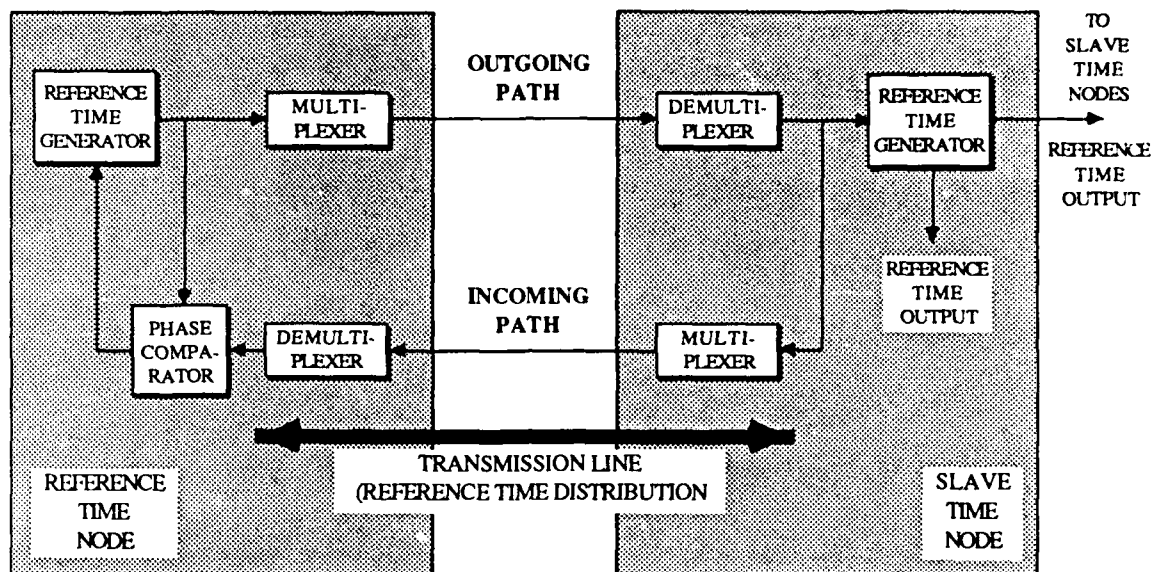 REFERENCE
TIME
GENERATOR
MULTI-
PLEXER
OUTGOING
PATH
DEMULTI-
PLEXER
REFERENCE
TIME
GENERATOR
TO
SLAVE
TIME
NODES
REFERENCE
TIME
OUTPUT
REFERENCE
TIME
OUTPUT
PHASE
COMPA-
RATOR
DEMULTI-
PLEXER
INCOMING
PATH
MULTI-
PLEXER
TRANSMISSION LINE
(REFERENCE TIME DISTRIBUTION
REFERENCE
TIME
NODE
SLAVE
TIME
NODE